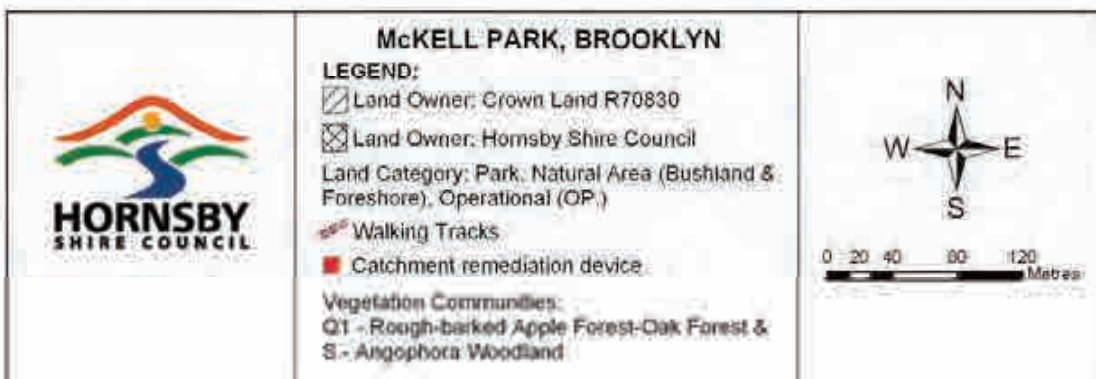 HORNSBY
SHIRE COUNCIL
McKELL PARK, BROOKLYN
LEGEND:
Land Owner: Crown Land R70830
Land Owner: Hornsby Shire Council
Land Category: Park, Natural Area (Bushland &
Foreshore), Operational (OP.)
Walking Tracks
Catchment remediation device
Vegetation Communities:
Q1 - Rough-barked Apple Forest-Oak Forest &
S - Angophora Woodland
N
W E
S
0 20 40 80 120
Metres